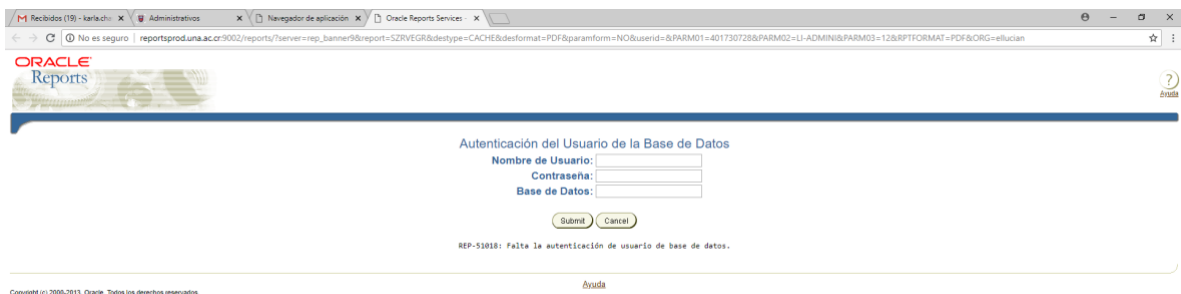 Recibidos (19) - karla.che
Administrativos
Navegador de aplicación
Oracle Reports Services -
No es seguro | reportsprod.una.ac.cr:9002/reports/?server=rep_banner9&report=SZRVEGR&destype=CACHE&desformat=PDF&paramform=NO&userid=&PARM01=401730728&PARM02=LI-ADMINI&PARM03=12&RPTFORMAT=PDF&ORG=ellucian
ORACLE
Reports
?
Ayuda
Autenticación del Usuario de la Base de Datos
Nombre de Usuario:
Contraseña:
Base de Datos:
Submit Cancel
REP-51018: Falta la autenticación de usuario de base de datos.
Ayuda
Copyright (c) 2000-2013, Oracle. Todos los derechos reservados.